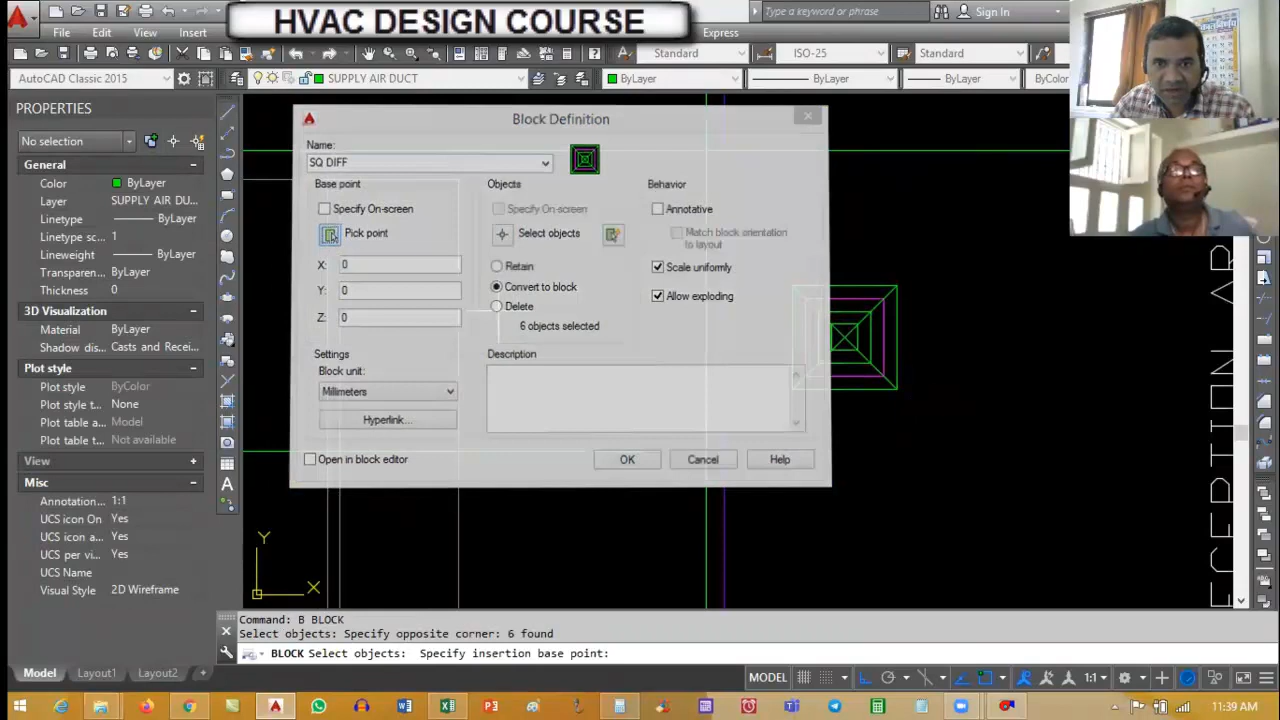 HVAC DESIGN COURSE
Type a keyword or phrase
Sign In
File
Edit
View
Insert
Express
Standard
ISO-25
Standard
AutoCAD Classic 2015
SUPPLY AIR DUCT
ByLayer
ByLayer
ByLayer
ByColor
PROPERTIES
No selection
General
Color ByLayer
Layer SUPPLY AIR DU...
Linetype ByLayer
Linetype sc... 1
Lineweight ByLayer
Transparen... ByLayer
Thickness 0
3D Visualization
Material ByLayer
Shadow dis... Casts and Recei...
Plot style
Plot style ByColor
Plot style t... None
Plot table a... Model
Plot table t... Not available
View
Misc
Annotation... 1:1
UCS icon On Yes
UCS icon a... Yes
UCS per vi... Yes
UCS Name
Visual Style 2D Wireframe
Block Definition
Name:
SQ DIFF
Base point
Specify On-screen
Pick point
X: 0
Y: 0
Z: 0
Objects
Specify On-screen
Select objects
Retain
Convert to block
Delete
6 objects selected
Behavior
Annotative
Match block orientation
to layout
Scale uniformly
Allow exploding
Settings
Block unit:
Millimeters
Hyperlink...
Description
Open in block editor
OK
Cancel
Help
Y
X
Command: B BLOCK
Select objects: Specify opposite corner: 6 found
BLOCK Select objects: Specify insertion base point:
Model
Layout1
Layout2
+
MODEL
1:1
11:39 AM